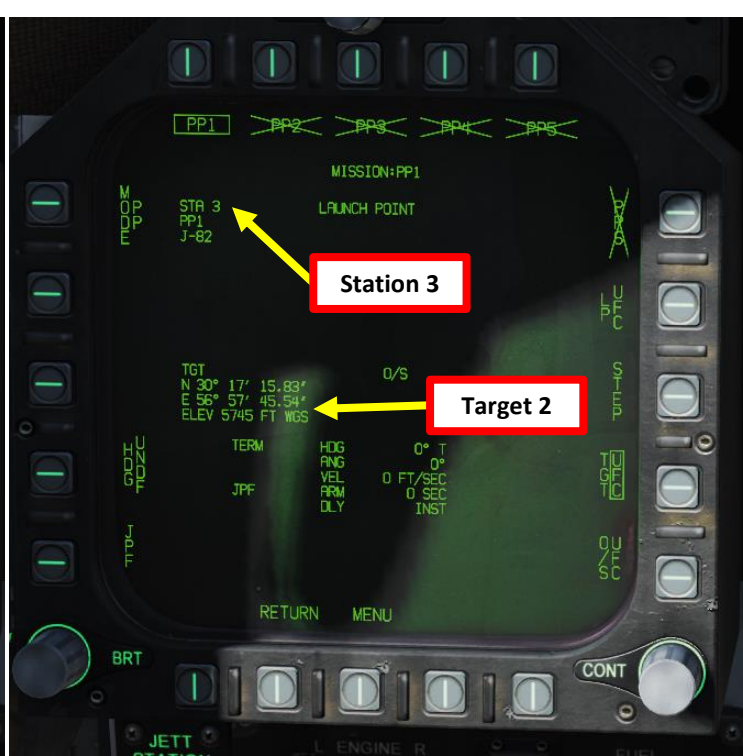 PP1 PP2 PP3 PP4 PP5
MISSION:PP1
MODE
OPP
STA 3
LAUNCH POINT
PP1
J-82
Station 3
UFC
LP
STEP
TGT
O/S
N 30° 17' 15.83"
E 56° 57' 45.54"
ELEV 5745 FT WGS
Target 2
HDG
UNDF
TERM
HDG 0° T
ANG 0°
VEL 0 FT/SEC
JPF
ARM 0 SEC
DLY INST
TGT
UFC
JPF
O/S
UFC
RETURN MENU
BRT
CONT
JETT
STATION
L ENGINE R
FUEL